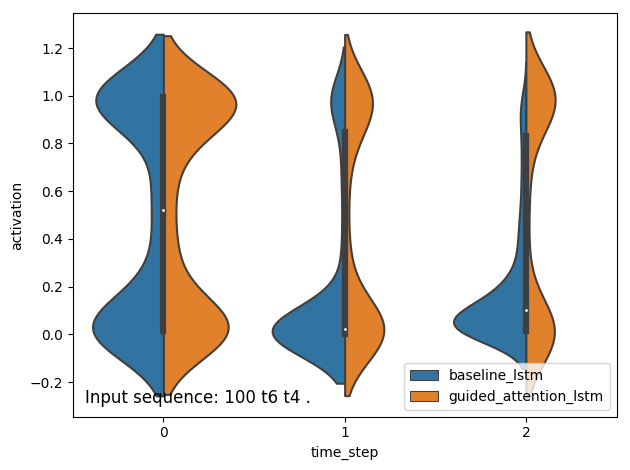 1.2
1.0
0.8
0.6
0.4
0.2
0.0
−0.2
activation
Input sequence: 100 t6 t4 .
baseline_lstm
guided_attention_lstm
0 1 2
time_step